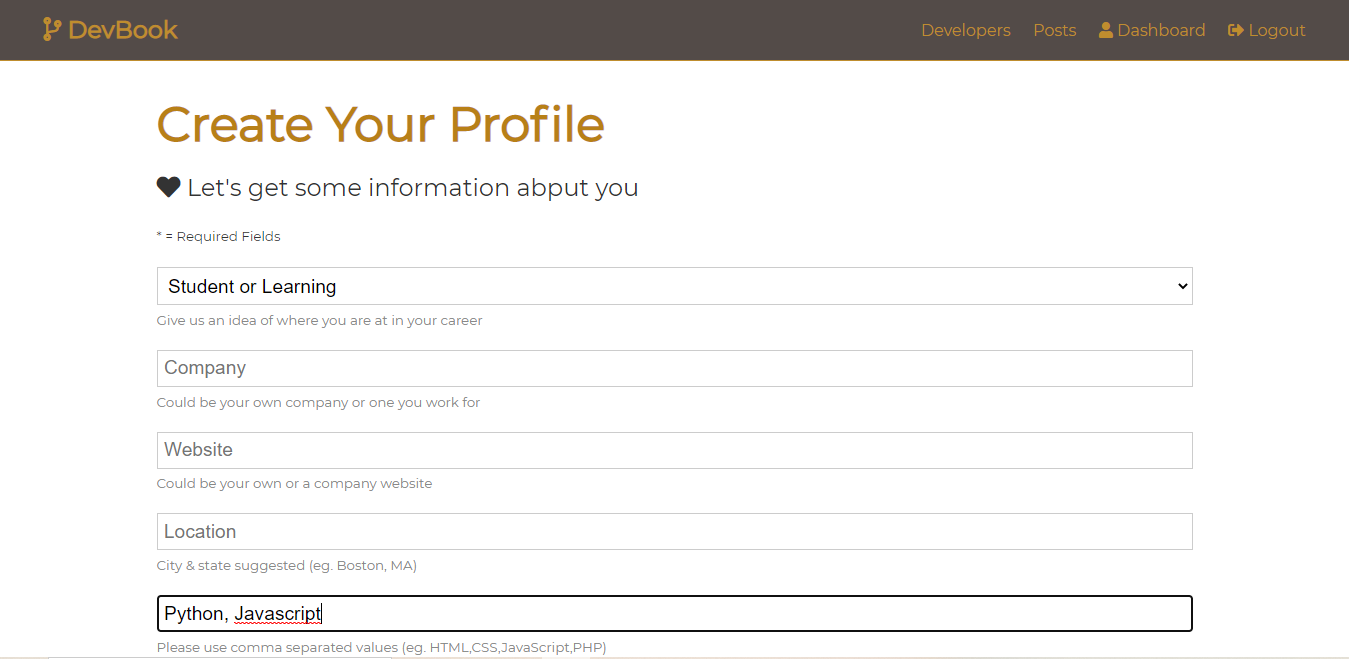 DevBook
Developers Posts Dashboard Logout
Create Your Profile
Let's get some information abput you
* = Required Fields
Student or Learning
Give us an idea of where you are at in your career
Company
Could be your own company or one you work for
Website
Could be your own or a company website
Location
City & state suggested (eg. Boston, MA)
Python, Javascript
Please use comma separated values (eg. HTML,CSS,JavaScript,PHP)